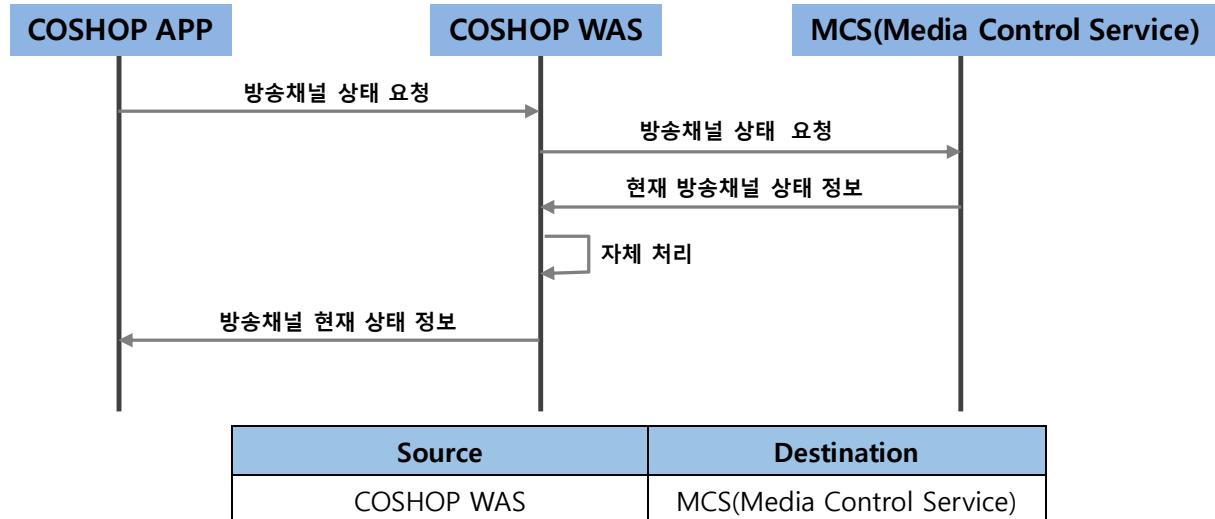 COSHOP APP
COSHOP WAS
MCS(Media Control Service)
방송채널 상태 요청
방송채널 상태 요청
현재 방송채널 상태 정보
자체 처리
방송채널 현재 상태 정보
Source
Destination
COSHOP WAS
MCS(Media Control Service)